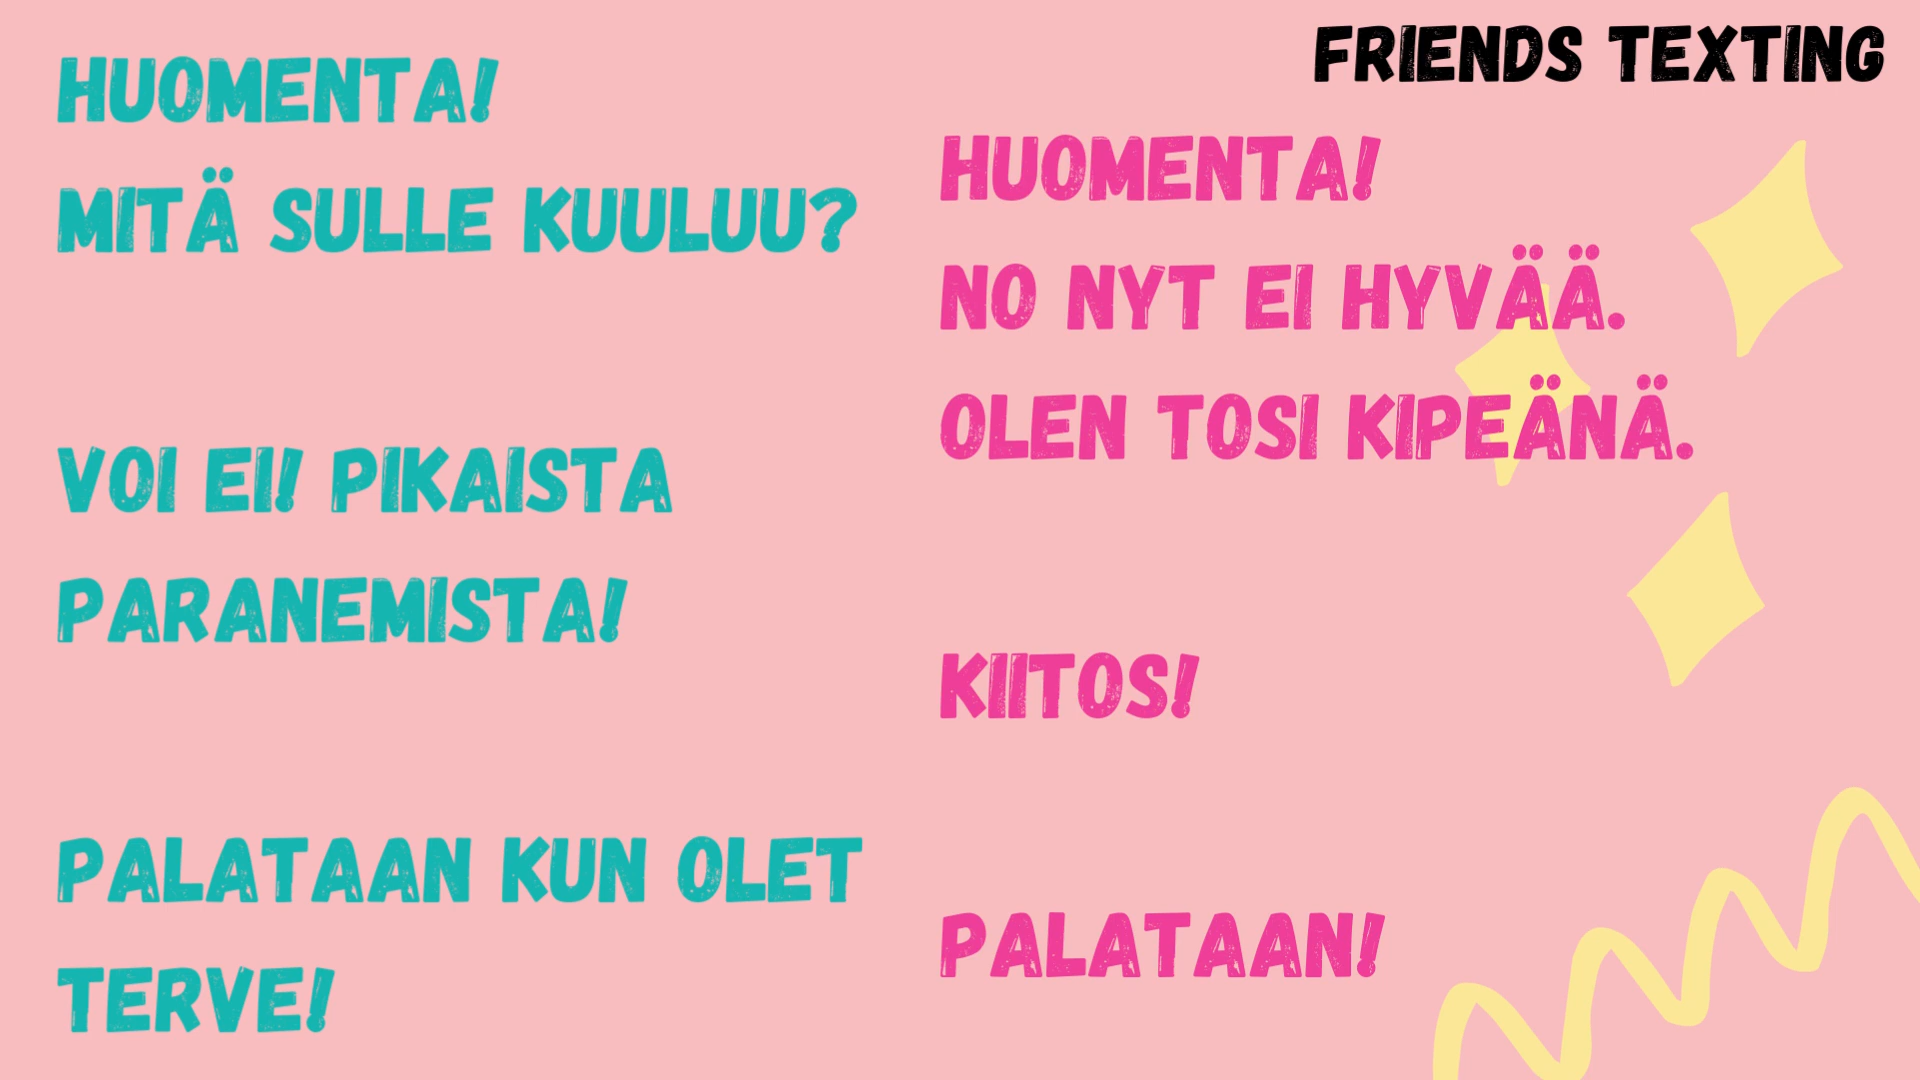 FRIENDS TEXTING
HUOMENTA!
MITÄ SULLE KUULUU?
HUOMENTA!
NO NYT EI HYVÄÄ.
OLEN TOSI KIPEÄNÄ.
VOI EI! PIKAISTA
PARANEMISTA!
KIITOS!
PALATAAN KUN OLET
TERVE!
PALATAAN!